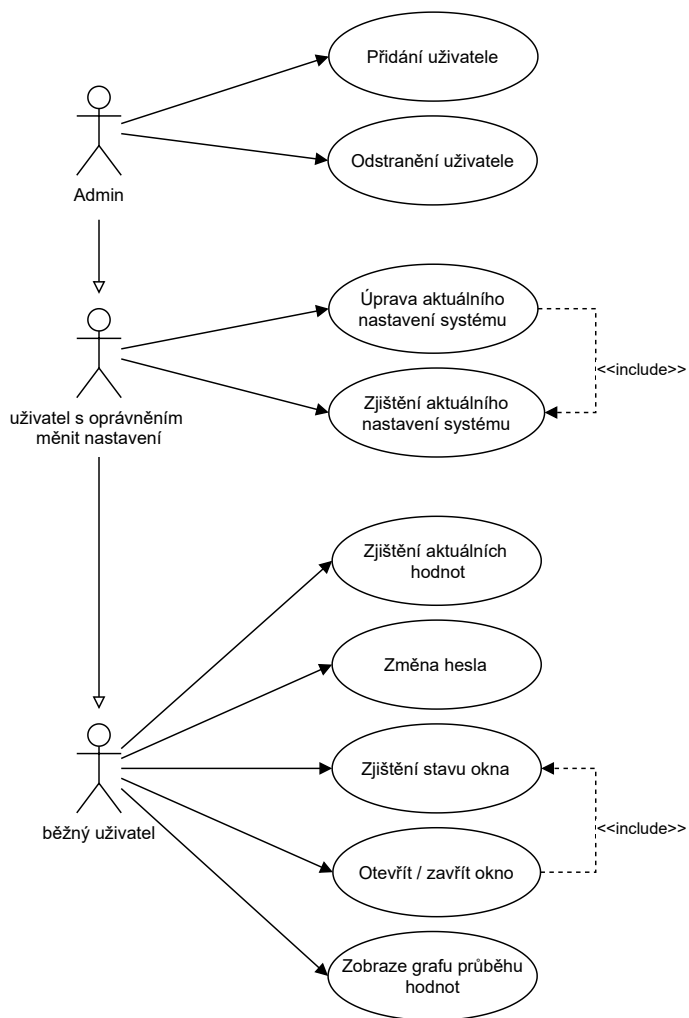 Přidání uživatele
Odstranění uživatele
Admin
Úprava aktuálního
nastavení systému
<<include>>
Zjištění aktuálního
nastavení systému
uživatel s oprávněním
měnit nastavení
Zjištění aktuálních
hodnot
Změna hesla
Zjištění stavu okna
běžný uživatel
<<include>>
Otevřít / zavřít okno
Zobraze grafu průběhu
hodnot